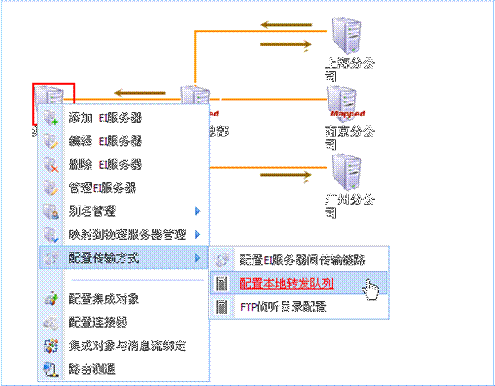 上海分公
司
Mapped
总部
南京分公
司
广州分公
司
添加 EI服务器
编辑 EI服务器
删除 EI服务器
管理EI服务器
别名管理
映射到物理服务器管理
配置传输方式
配置EI服务器间传输链路
配置本地转发队列
FTP侦听目录配置
配置集成对象
配置连接器
集成对象与消息流绑定
路由测通